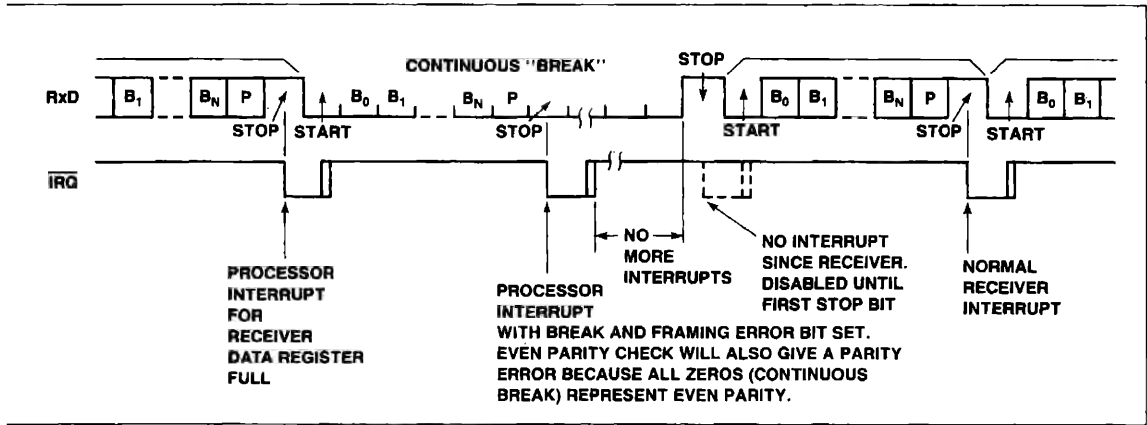 CONTINUOUS "BREAK"
STOP
RxD B1 BN P B0 B1 BN P B0 B1 BN P B0 B1
STOP START STOP START STOP START
IRQ
NO
MORE
INTERRUPTS
PROCESSOR
INTERRUPT
FOR
RECEIVER
DATA REGISTER
FULL
PROCESSOR
INTERRUPT
WITH BREAK AND FRAMING ERROR BIT SET.
EVEN PARITY CHECK WILL ALSO GIVE A PARITY
ERROR BECAUSE ALL ZEROS (CONTINUOUS
BREAK) REPRESENT EVEN PARITY.
NO INTERRUPT
SINCE RECEIVER.
DISABLED UNTIL
FIRST STOP BIT
NORMAL
RECEIVER
INTERRUPT